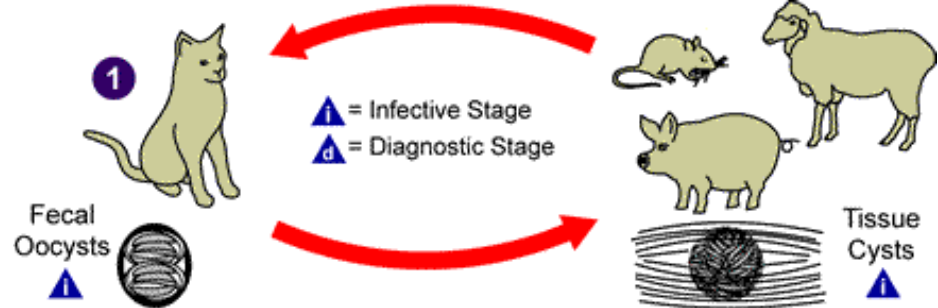 1
i = Infective Stage
d = Diagnostic Stage
Fecal
Oocysts
i
Tissue
Cysts
i